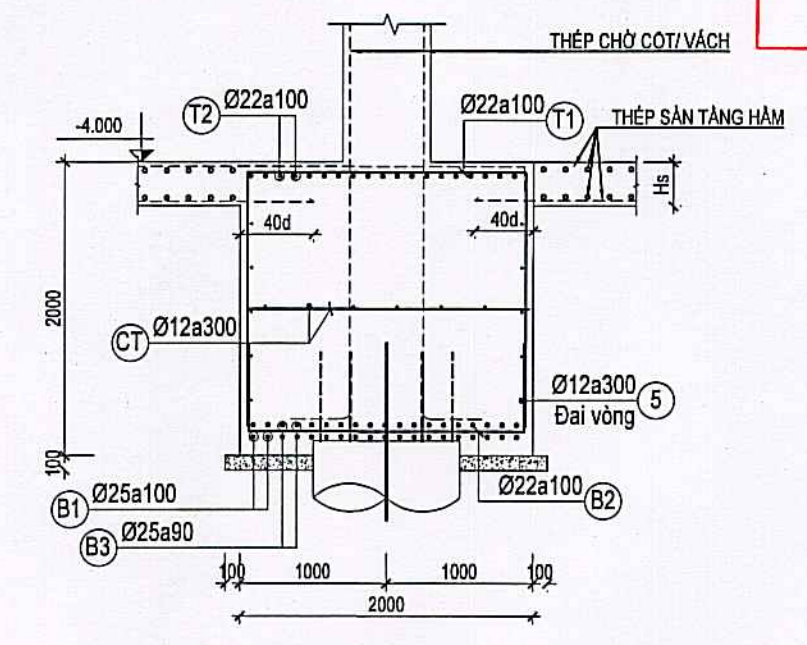 THÉP CHỜ CỘT/ VÁCH
T2 Ø22a100
Ø22a100 T1
THÉP SÀN TẦNG HẦM
-4.000
Hs
40d
40d
2000
CT Ø12a300
Ø12a300 5
Đai vòng
100
B1 Ø25a100
Ø22a100 B2
B3 Ø25a90
100 1000 1000 100
2000